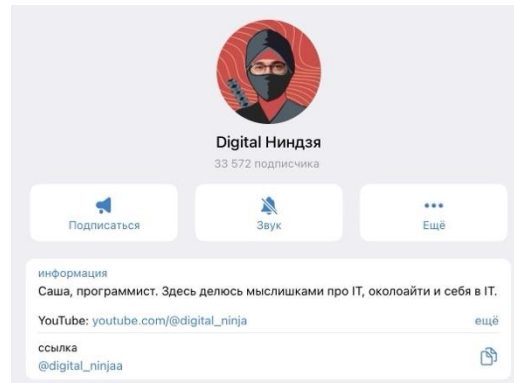 Digital Ниндзя
33 572 подписчика
Подписаться
Звук
Ещё
информация
Саша, программист. Здесь делюсь мыслишками про IT, околоайти и себя в IT.
YouTube: youtube.com/@digital_ninja
ещё
ссылка
@digital_ninjaa